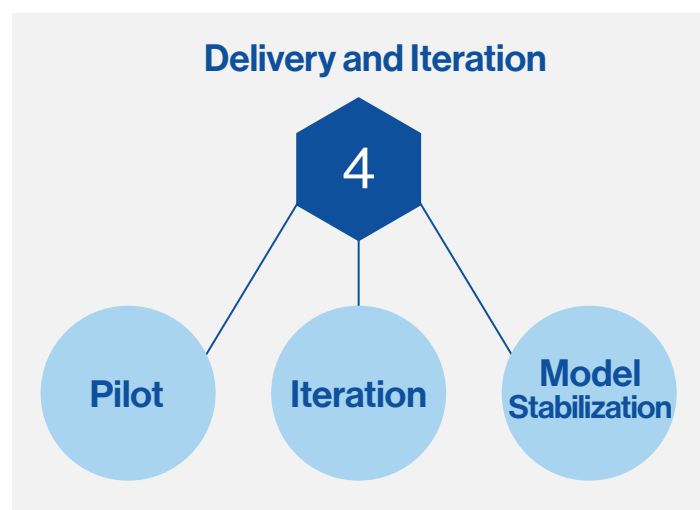 Delivery and Iteration
4
Pilot
Iteration
Model
Stabilization